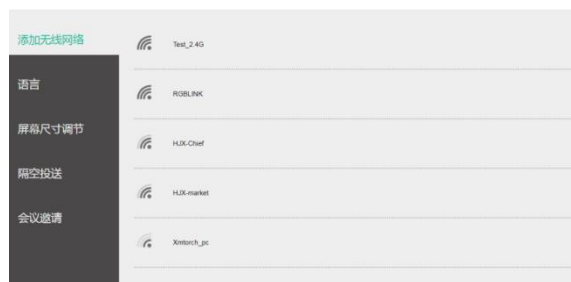 添加无线网络
语言
屏幕尺寸调节
隔空投送
会议邀请
Test_2.4G
RGBLINK
HJX-Chief
HJX-market
Xmtorch_pc